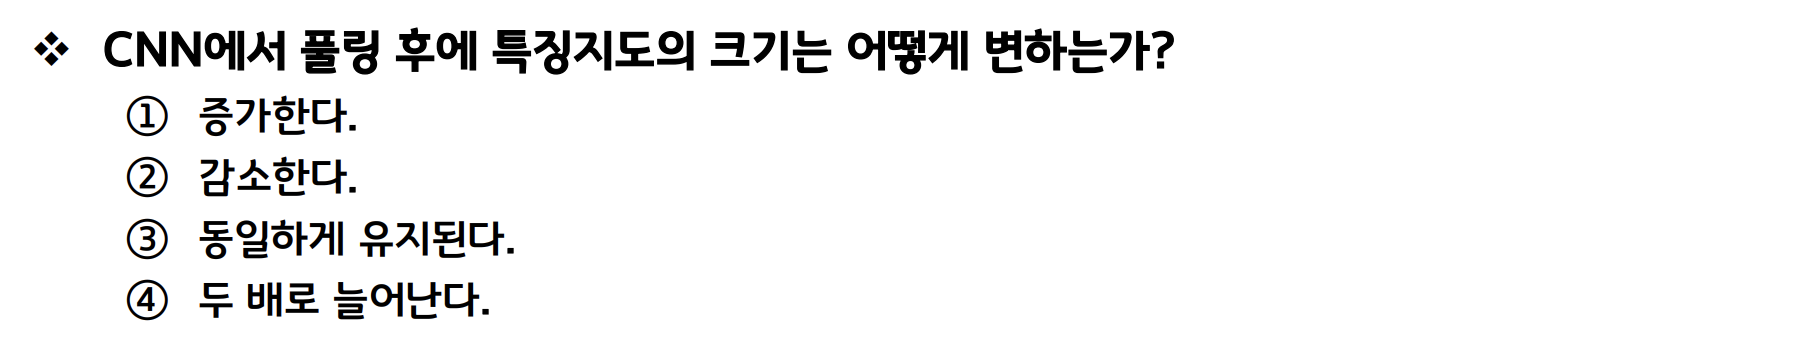 ❖ CNN에서 풀링 후에 특징지도의 크기는 어떻게 변하는가?
① 증가한다.
② 감소한다.
③ 동일하게 유지된다.
④ 두 배로 늘어난다.